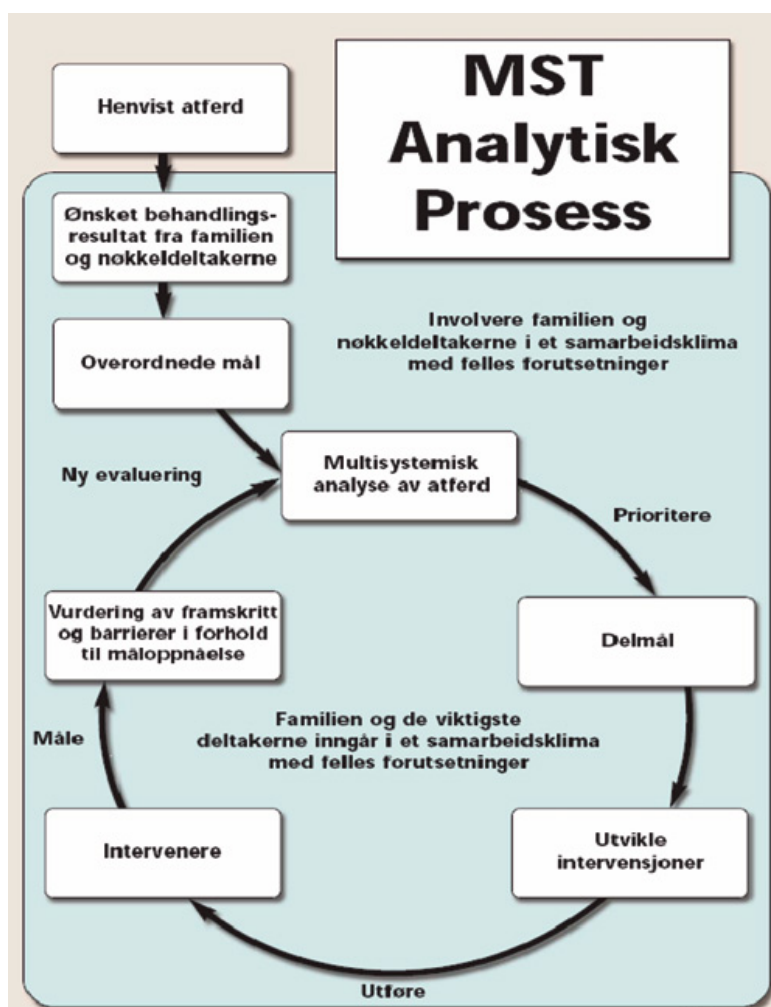 MST
Analytisk
Prosess
Henvist atferd
Ønsket behandlings-
resultat fra familien
og nøkkeldeltakerne
Overordnede mål
Involvere familien og
nøkkeldeltakerne i et samarbeidsklima
med felles forutsetninger
Ny evaluering
Multisystemisk
analyse av atferd
Prioritere
Vurdering av framskritt
og barrierer i forhold
til måloppnåelse
Delmål
Måle
Familien og de viktigste
deltakerne inngår i et samarbeidsklima
med felles forutsetninger
Intervenere
Utvikle
intervensjoner
Utføre